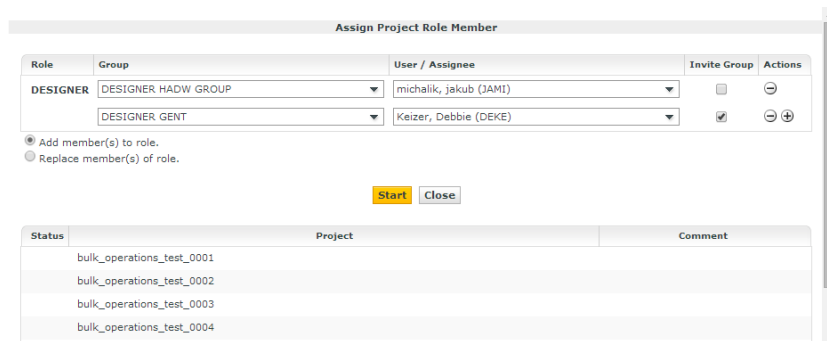 Assign Project Role Member
Role Group User / Assignee Invite Group Actions
DESIGNER DESIGNER HADW GROUP michalik, jakub (JAMI)
DESIGNER GENT Keizer, Debbie (DEKE)
Add member(s) to role.
Replace member(s) of role.
Start Close
Status Project Comment
bulk_operations_test_0001
bulk_operations_test_0002
bulk_operations_test_0003
bulk_operations_test_0004